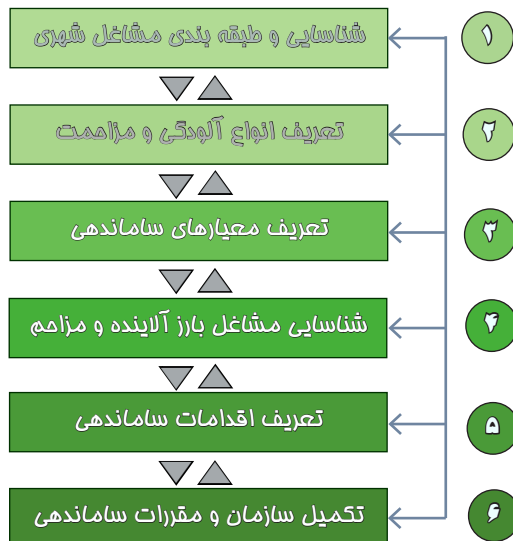 ۱ شناسایی و طبقه بندی مشاغل شهری
۲ تعریف انواع آلودگی و مزاحمت
۳ تعریف معیارهای ساماندهی
۴ شناسایی مشاغل بارز آلاینده و مزاحم
۵ تعریف اقدامات ساماندهی
۶ تکمیل سازمان و مقررات ساماندهی